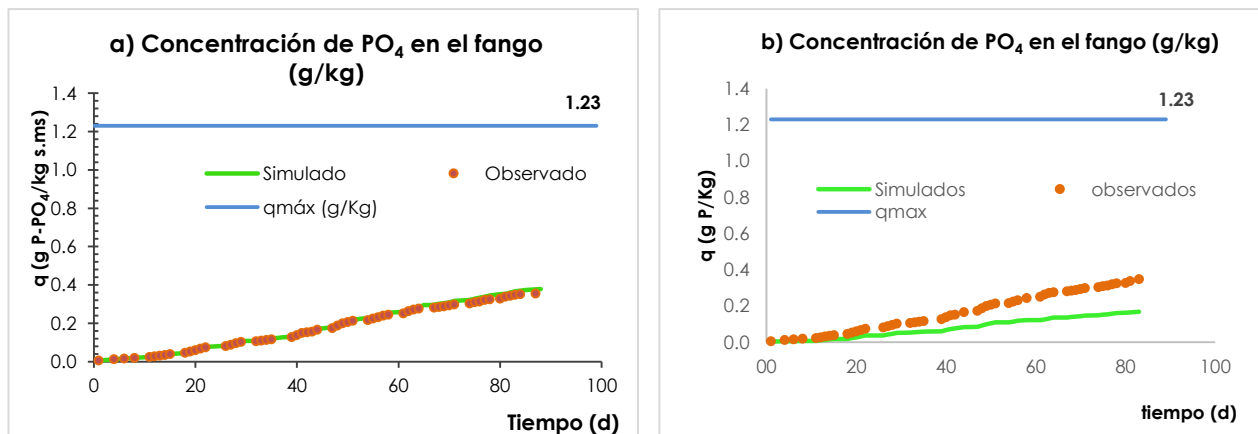 a) Concentración de PO4 en el fango
(g/kg)
q (g P-PO4/kg s.ms)
1.4
1.2
1.0
0.8
0.6
0.4
0.2
0.0
1.23
Simulado
Observado
qmáx (g/Kg)
0
20
40
60
80
100
Tiempo (d)
b) Concentración de PO4 en el fango (g/kg)
q (g P/Kg)
1.4
1.2
1.0
0.8
0.6
0.4
0.2
0.0
1.23
Simulados
observados
qmax
00
20
40
60
80
100
tiempo (d)